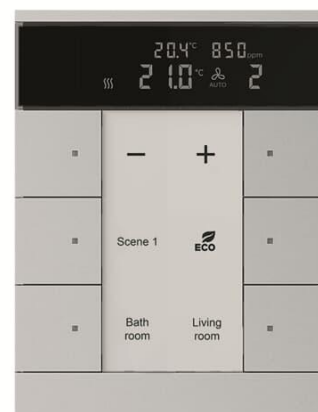 20.4°C 850ppm
21.0°C AUTO 2
− +
Scene 1 ECO
Bath room
Living room